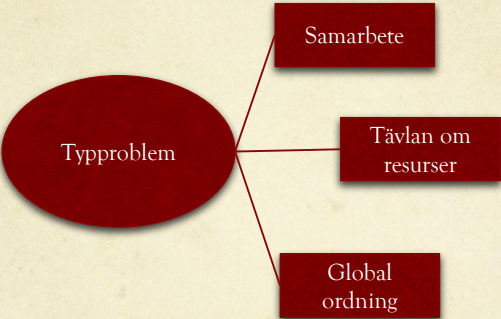 Samarbete
Typproblem
Tävlan om
resurser
Global
ordning